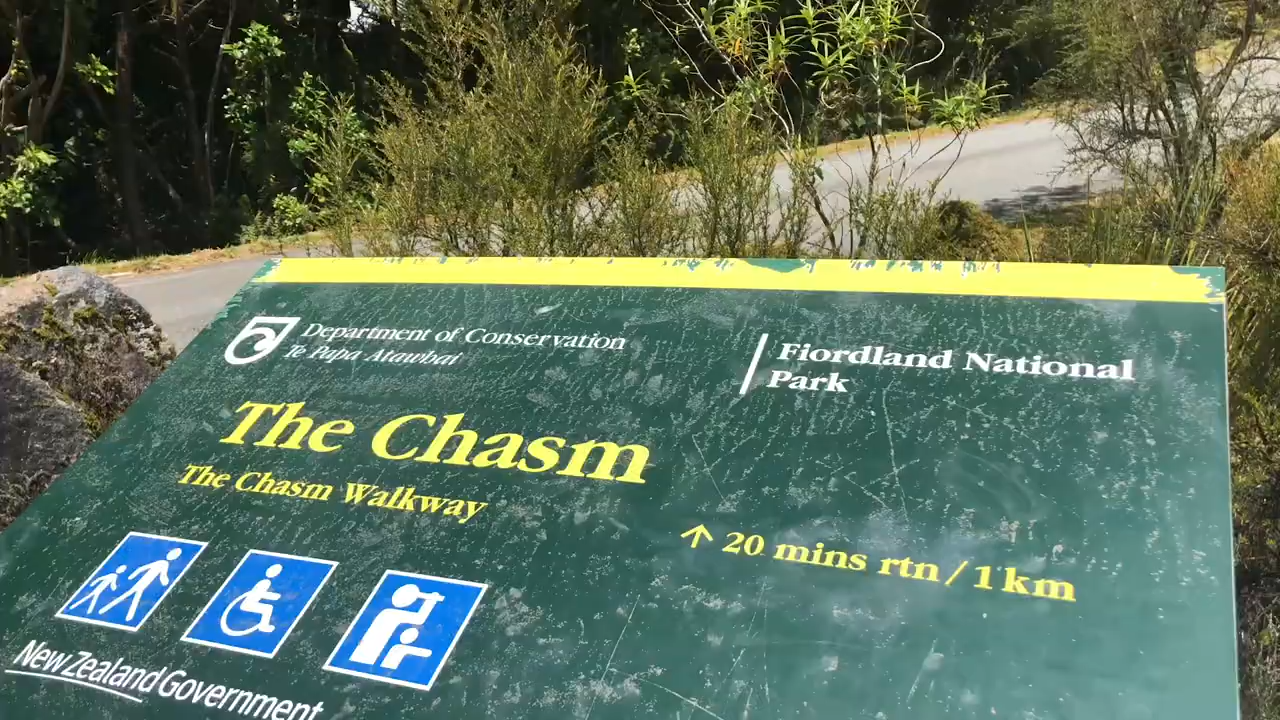 Department of Conservation
Te Papa Atawhai
Fiordland National
Park
The Chasm
The Chasm Walkway
↑ 20 mins rtn / 1 km
New Zealand Government